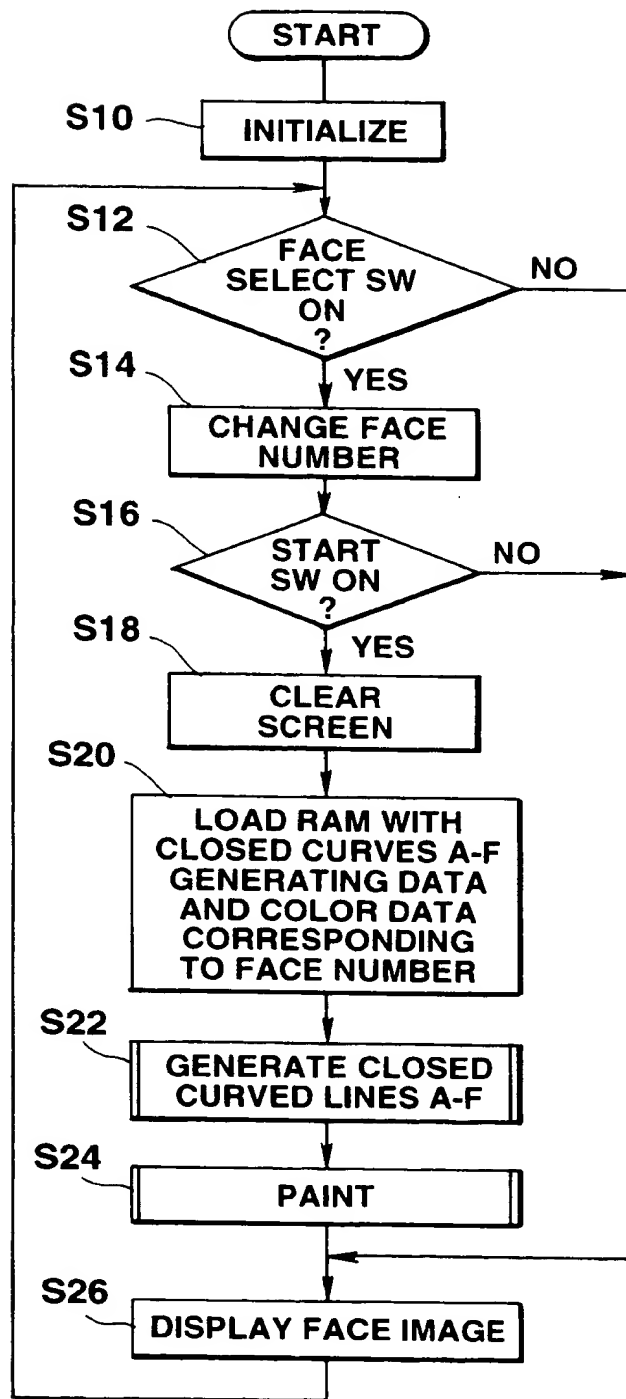 START
S10
INITIALIZE
S12
FACE
SELECT SW
ON
?
NO
YES
S14
CHANGE FACE
NUMBER
S16
START
SW ON
?
NO
YES
S18
CLEAR
SCREEN
S20
LOAD RAM WITH
CLOSED CURVES A-F
GENERATING DATA
AND COLOR DATA
CORRESPONDING
TO FACE NUMBER
S22
GENERATE CLOSED
CURVED LINES A-F
S24
PAINT
S26
DISPLAY FACE IMAGE